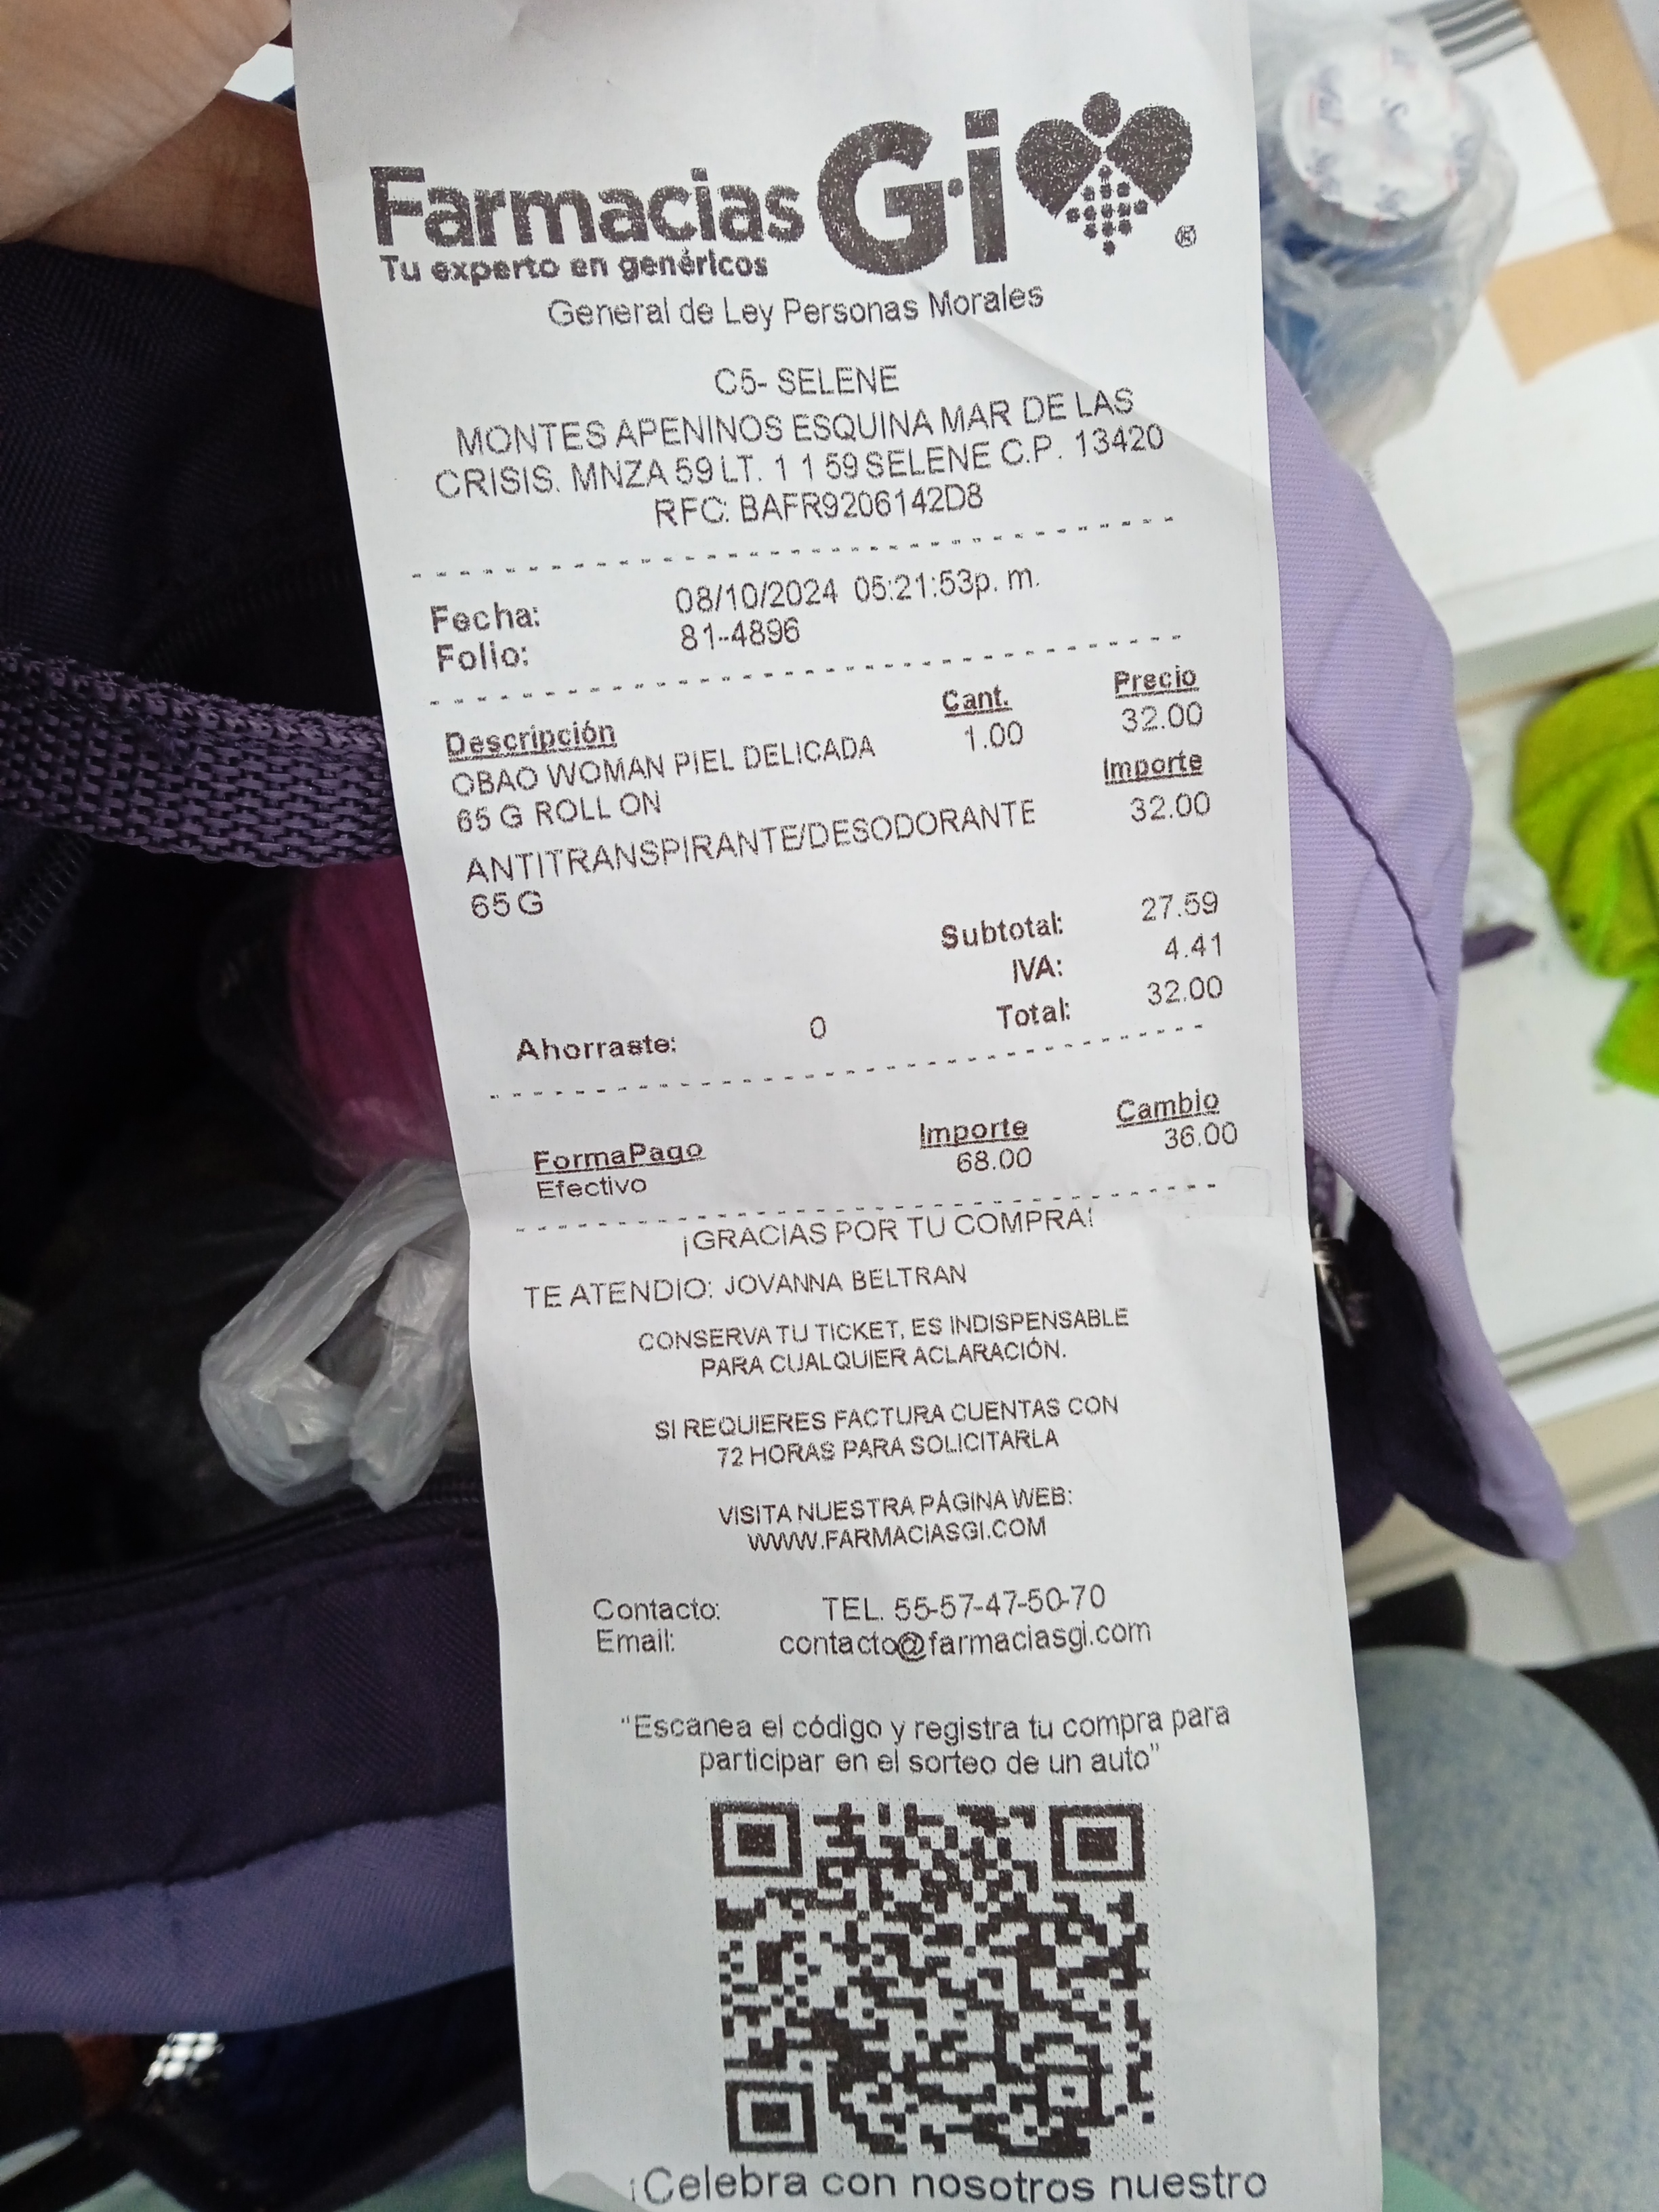 Farmacias Gi
Tu experto en genéricos
®
General de Ley Personas Morales
C5- SELENE
MONTES APENINOS ESQUINA MAR DE LAS
CRISIS. MNZA 59 LT. 1 1 59 SELENE C.P. 13420
RFC: BAFR9206142D8
Fecha: 08/10/2024 05:21:53p. m.
Folio: 81-4896
Descripción Cant. Precio
OBAO WOMAN PIEL DELICADA 1.00 32.00
65 G ROLL ON Importe
ANTITRANSPIRANTE/DESODORANTE 32.00
65 G
Subtotal: 27.59
IVA: 4.41
Ahorraste: 0 Total: 32.00
FormaPago Importe Cambio
Efectivo 68.00 36.00
¡GRACIAS POR TU COMPRA!
TE ATENDIO: JOVANNA BELTRAN
CONSERVA TU TICKET, ES INDISPENSABLE
PARA CUALQUIER ACLARACIÓN.
SI REQUIERES FACTURA CUENTAS CON
72 HORAS PARA SOLICITARLA
VISITA NUESTRA PÁGINA WEB:
WWW.FARMACIASGI.COM
Contacto: TEL. 55-57-47-50-70
Email: contacto@farmaciasgi.com
"Escanea el código y registra tu compra para
participar en el sorteo de un auto"
¡Celebra con nosotros nuestro